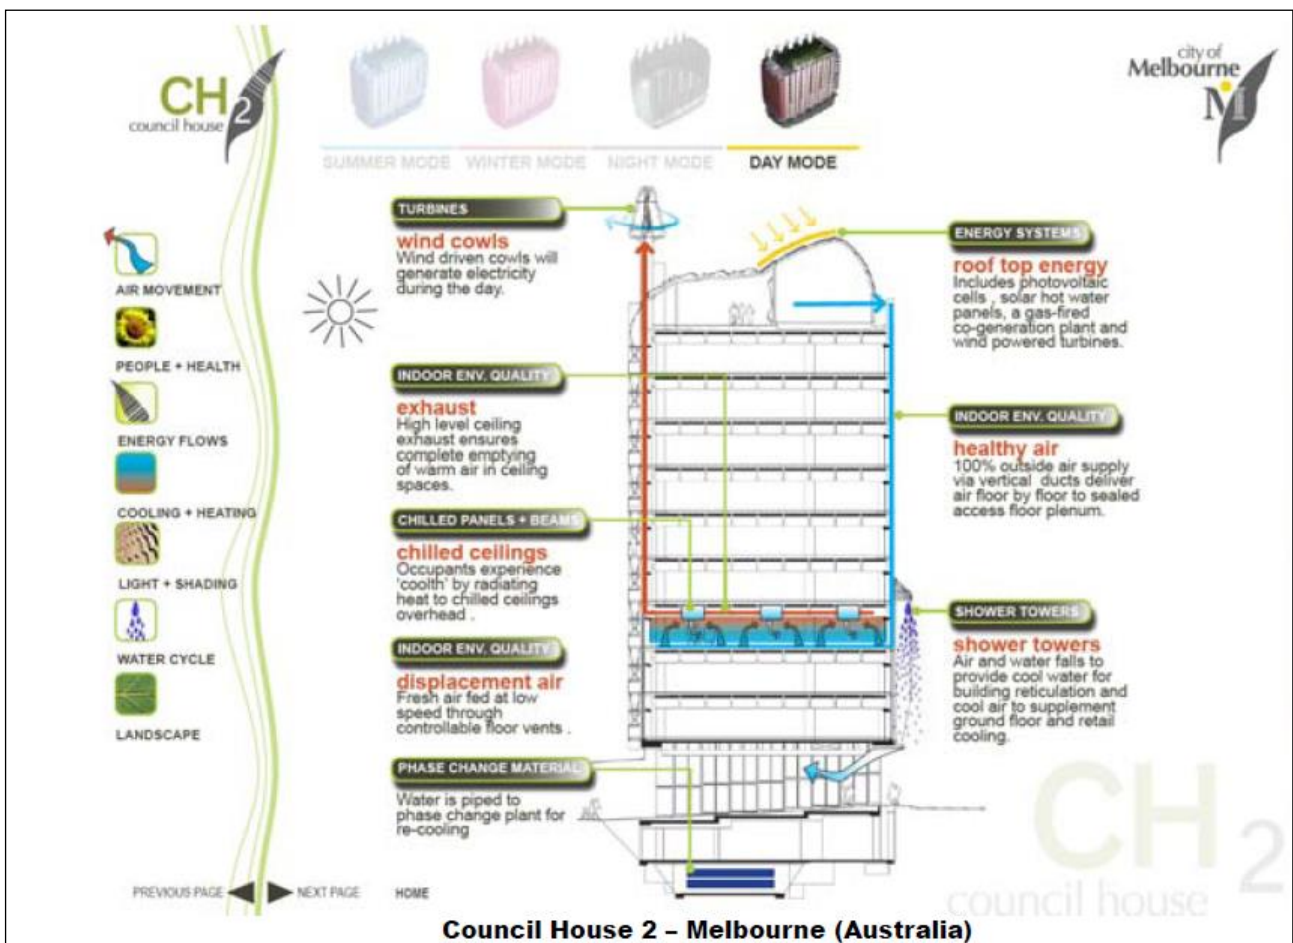 CH2
council house
city of
Melbourne
M
SUMMER MODE
WINTER MODE
NIGHT MODE
DAY MODE
AIR MOVEMENT
PEOPLE + HEALTH
ENERGY FLOWS
COOLING + HEATING
LIGHT + SHADING
WATER CYCLE
LANDSCAPE
TURBINES
wind cowls
Wind driven cowls will
generate electricity
during the day.
INDOOR ENV. QUALITY
exhaust
High level ceiling
exhaust ensures
complete emptying
of warm air in ceiling
spaces.
CHILLED PANELS + BEAMS
chilled ceilings
Occupants experience
'coolth' by radiating
heat to chilled ceilings
overhead .
INDOOR ENV. QUALITY
displacement air
Fresh air fed at low
speed through
controllable floor vents .
PHASE CHANGE MATERIAL
Water is piped to
phase change plant for
re-cooling
ENERGY SYSTEMS
roof top energy
Includes photovoltaic
cells , solar hot water
panels, a gas-fired
co-generation plant and
wind powered turbines.
INDOOR ENV. QUALITY
healthy air
100% outside air supply
via vertical ducts deliver
air floor by floor to sealed
access floor plenum.
SHOWER TOWERS
shower towers
Air and water falls to
provide cool water for
building reticulation and
cool air to supplement
ground floor and retail
cooling.
CH2
council house
PREVIOUS PAGE
NEXT PAGE
HOME
Council House 2 – Melbourne (Australia)